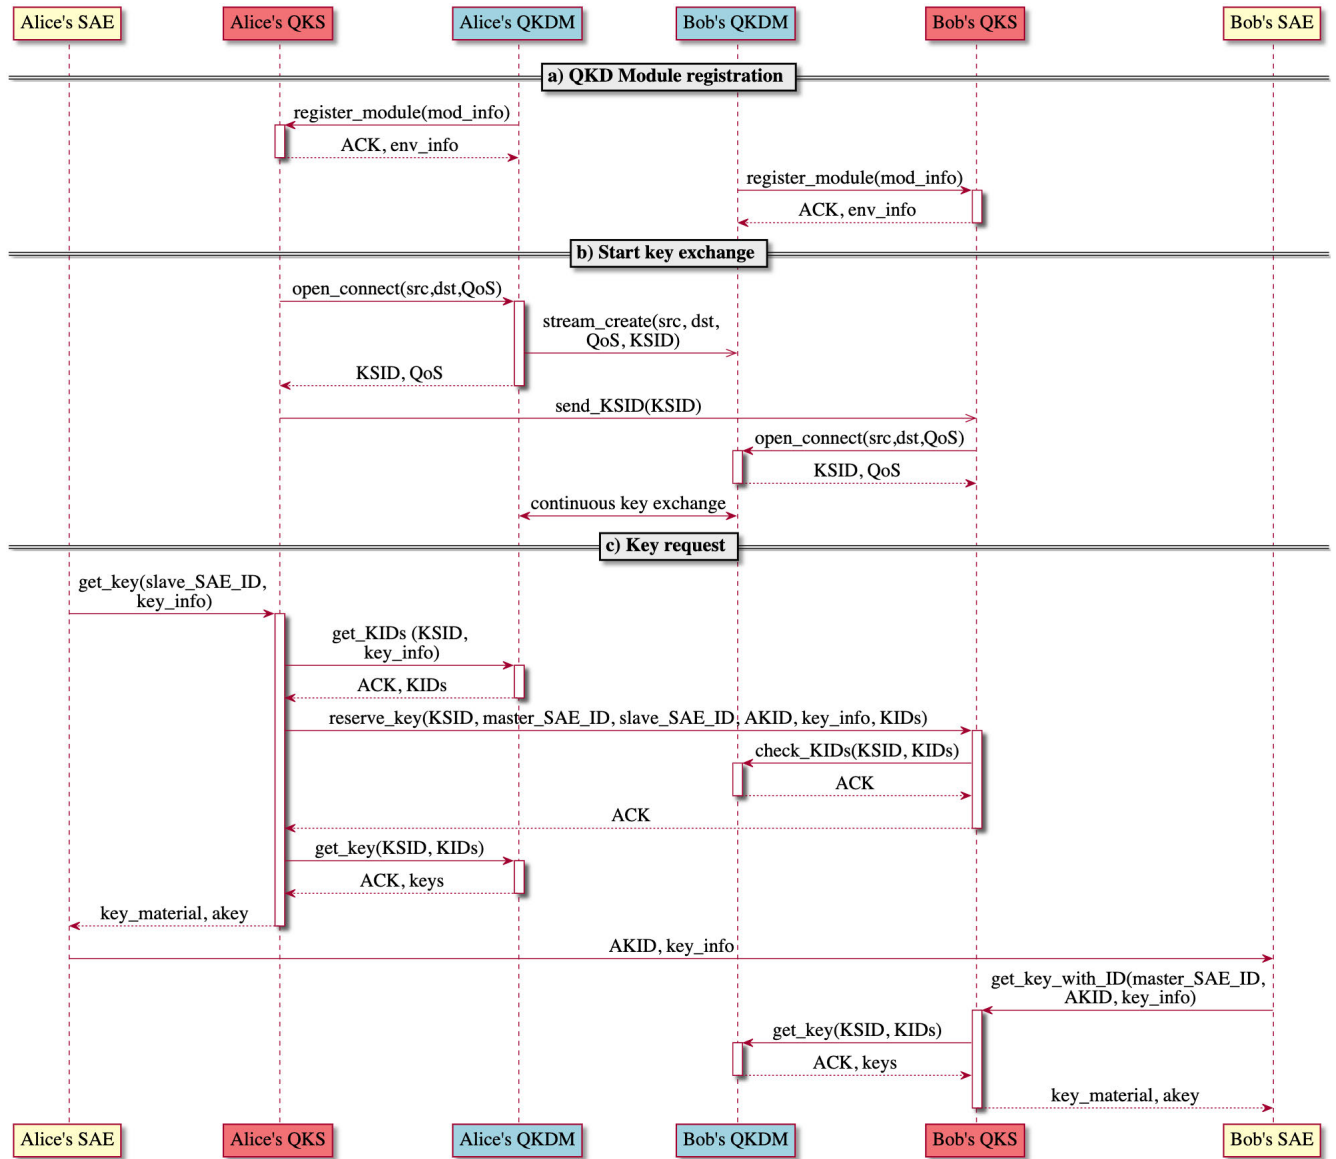 Alice's SAE
Alice's QKS
Alice's QKDM
Bob's QKDM
Bob's QKS
Bob's SAE
a) QKD Module registration
register_module(mod_info)
ACK, env_info
register_module(mod_info)
ACK, env_info
b) Start key exchange
open_connect(src,dst,QoS)
stream_create(src, dst,
QoS, KSID)
KSID, QoS
send_KSID(KSID)
open_connect(src,dst,QoS)
KSID, QoS
continuous key exchange
c) Key request
get_key(slave_SAE_ID,
key_info)
get_KIDs (KSID,
key_info)
ACK, KIDs
reserve_key(KSID, master_SAE_ID, slave_SAE_ID, AKID, key_info, KIDs)
check_KIDs(KSID, KIDs)
ACK
ACK
get_key(KSID, KIDs)
ACK, keys
key_material, akey
AKID, key_info
get_key_with_ID(master_SAE_ID,
AKID, key_info)
get_key(KSID, KIDs)
ACK, keys
key_material, akey
Alice's SAE
Alice's QKS
Alice's QKDM
Bob's QKDM
Bob's QKS
Bob's SAE